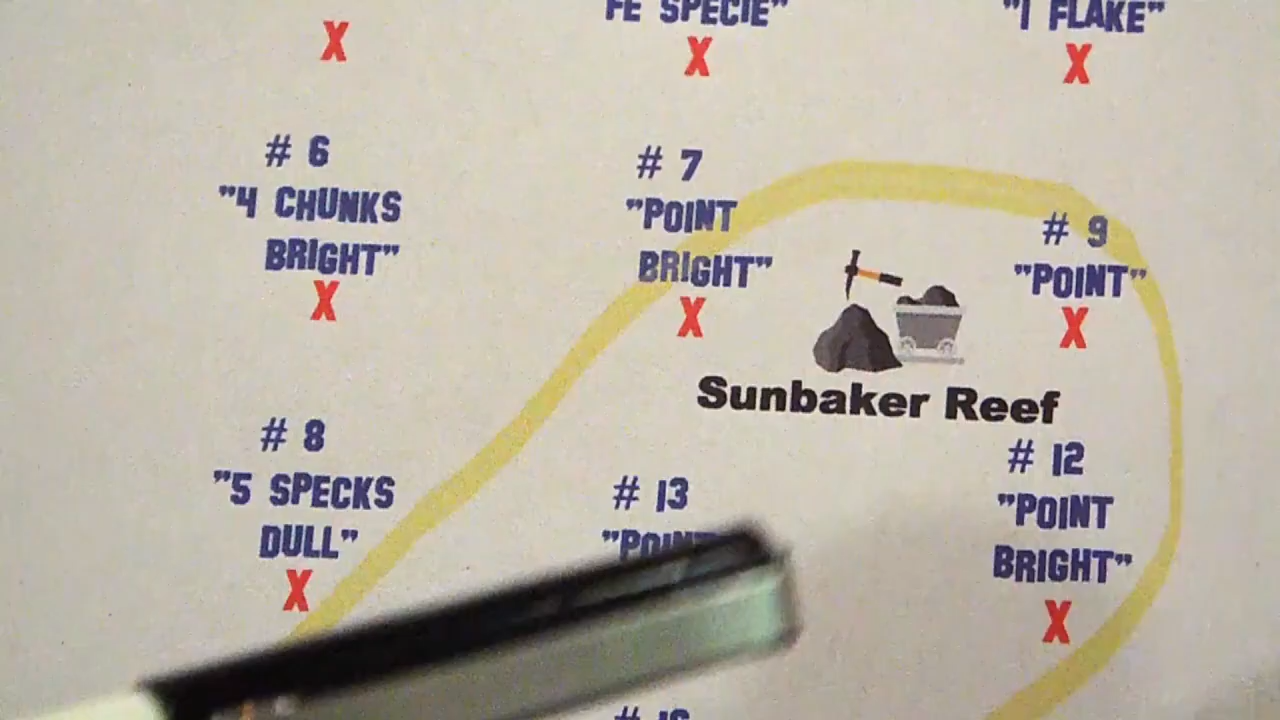 FE SPECIE"
"1 FLAKE"
X
X
X
# 6
"4 CHUNKS
BRIGHT"
X
# 7
"POINT
BRIGHT"
X
# 9
"POINT"
X
Sunbaker Reef
# 8
"5 SPECKS
DULL"
X
# 13
"POINT
# 12
"POINT
BRIGHT"
X